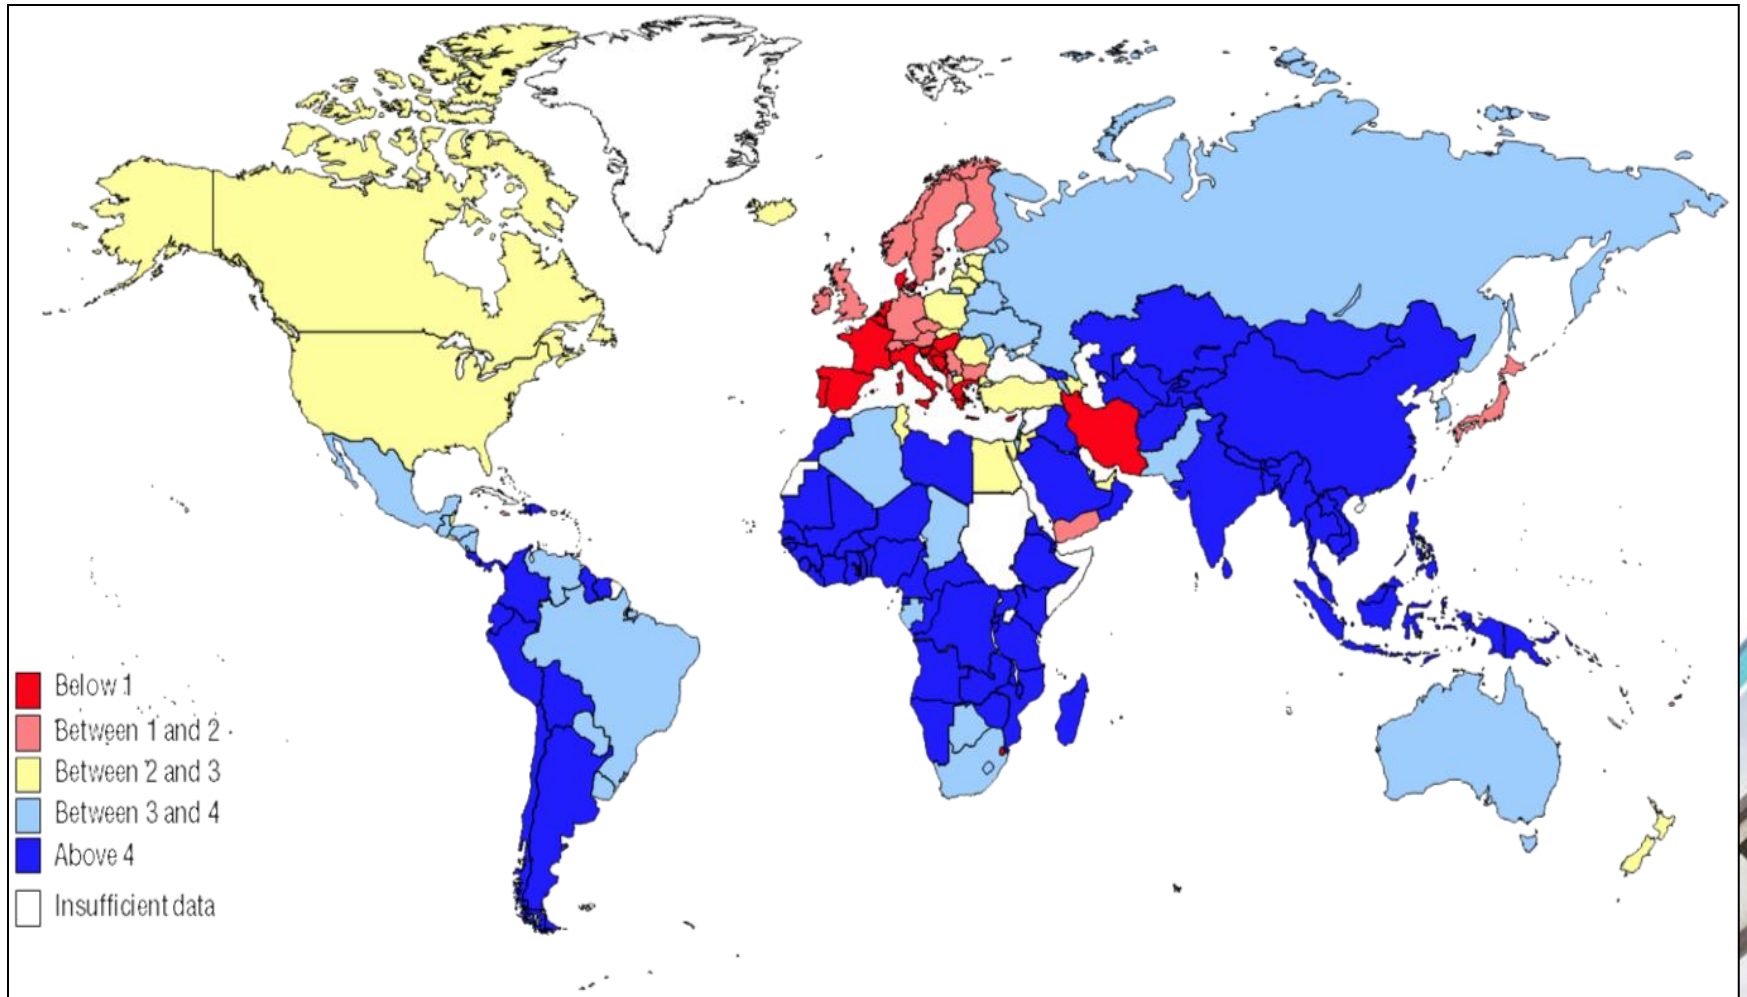 Below 1
Between 1 and 2
Between 2 and 3
Between 3 and 4
Above 4
Insufficient data